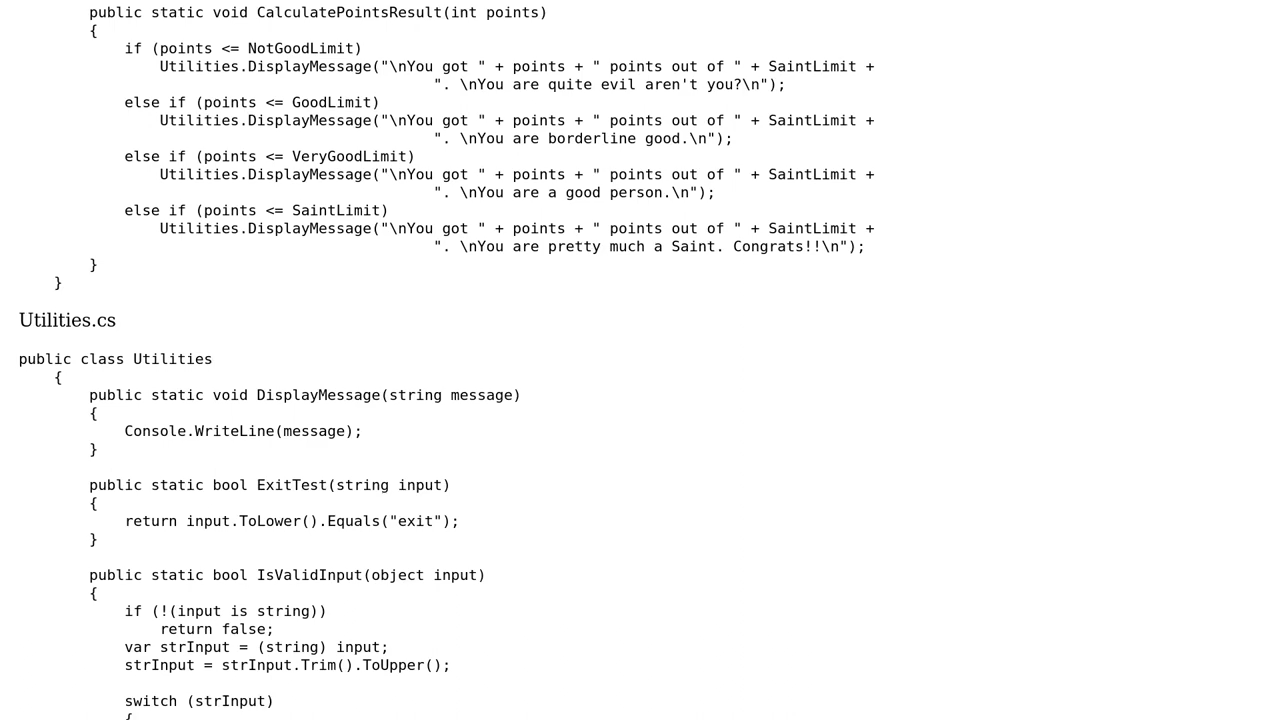 public static void CalculatePointsResult(int points)
{
if (points <= NotGoodLimit)
Utilities.DisplayMessage("\nYou got " + points + " points out of " + SaintLimit +
". \nYou are quite evil aren't you?\n");
else if (points <= GoodLimit)
Utilities.DisplayMessage("\nYou got " + points + " points out of " + SaintLimit +
". \nYou are borderline good.\n");
else if (points <= VeryGoodLimit)
Utilities.DisplayMessage("\nYou got " + points + " points out of " + SaintLimit +
". \nYou are a good person.\n");
else if (points <= SaintLimit)
Utilities.DisplayMessage("\nYou got " + points + " points out of " + SaintLimit +
". \nYou are pretty much a Saint. Congrats!!\n");
}
}
Utilities.cs
public class Utilities
{
public static void DisplayMessage(string message)
{
Console.WriteLine(message);
}
public static bool ExitTest(string input)
{
return input.ToLower().Equals("exit");
}
public static bool IsValidInput(object input)
{
if (!(input is string))
return false;
var strInput = (string) input;
strInput = strInput.Trim().ToUpper();
switch (strInput)
{